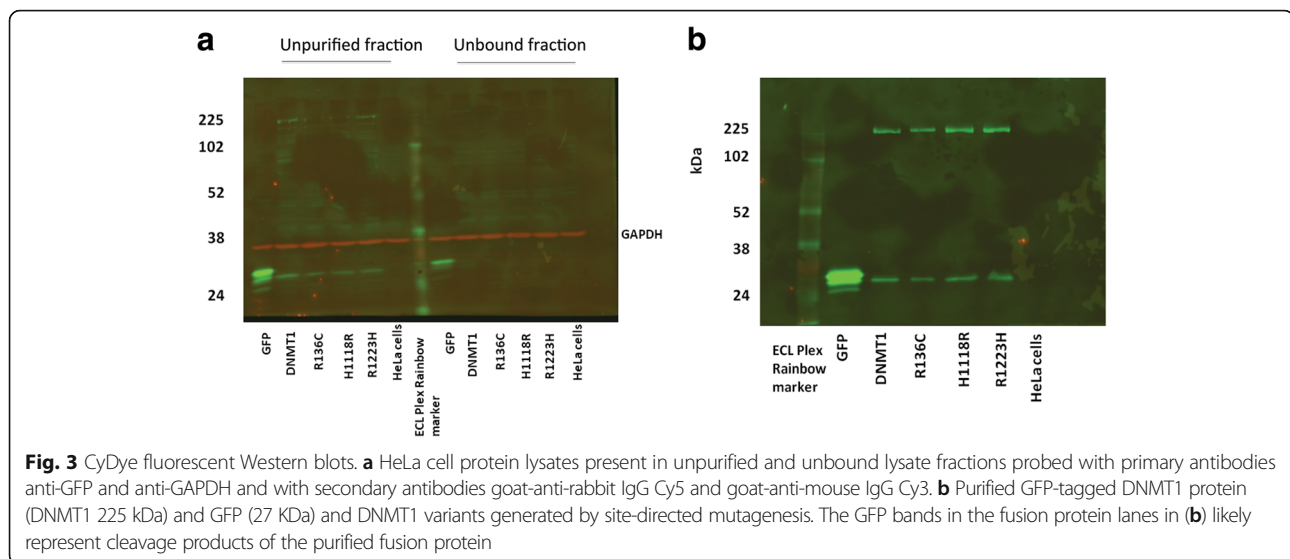 a
Unpurified fraction
Unbound fraction
225
102
52
38
24
GAPDH
GFP
DNMT1
R136C
H1118R
R1223H
HeLa cells
ECL Plex Rainbow
marker
GFP
DNMT1
R136C
H1118R
R1223H
HeLa cells
b
kDa
225
102
52
38
24
ECL Plex
Rainbow
marker
GFP
DNMT1
R136C
H1118R
R1223H
HeLa cells
Fig. 3 CyDye fluorescent Western blots. a HeLa cell protein lysates present in unpurified and unbound lysate fractions probed with primary antibodies
anti-GFP and anti-GAPDH and with secondary antibodies goat-anti-rabbit IgG Cy5 and goat-anti-mouse IgG Cy3. b Purified GFP-tagged DNMT1 protein
(DNMT1 225 kDa) and GFP (27 KDa) and DNMT1 variants generated by site-directed mutagenesis. The GFP bands in the fusion protein lanes in (b) likely
represent cleavage products of the purified fusion protein